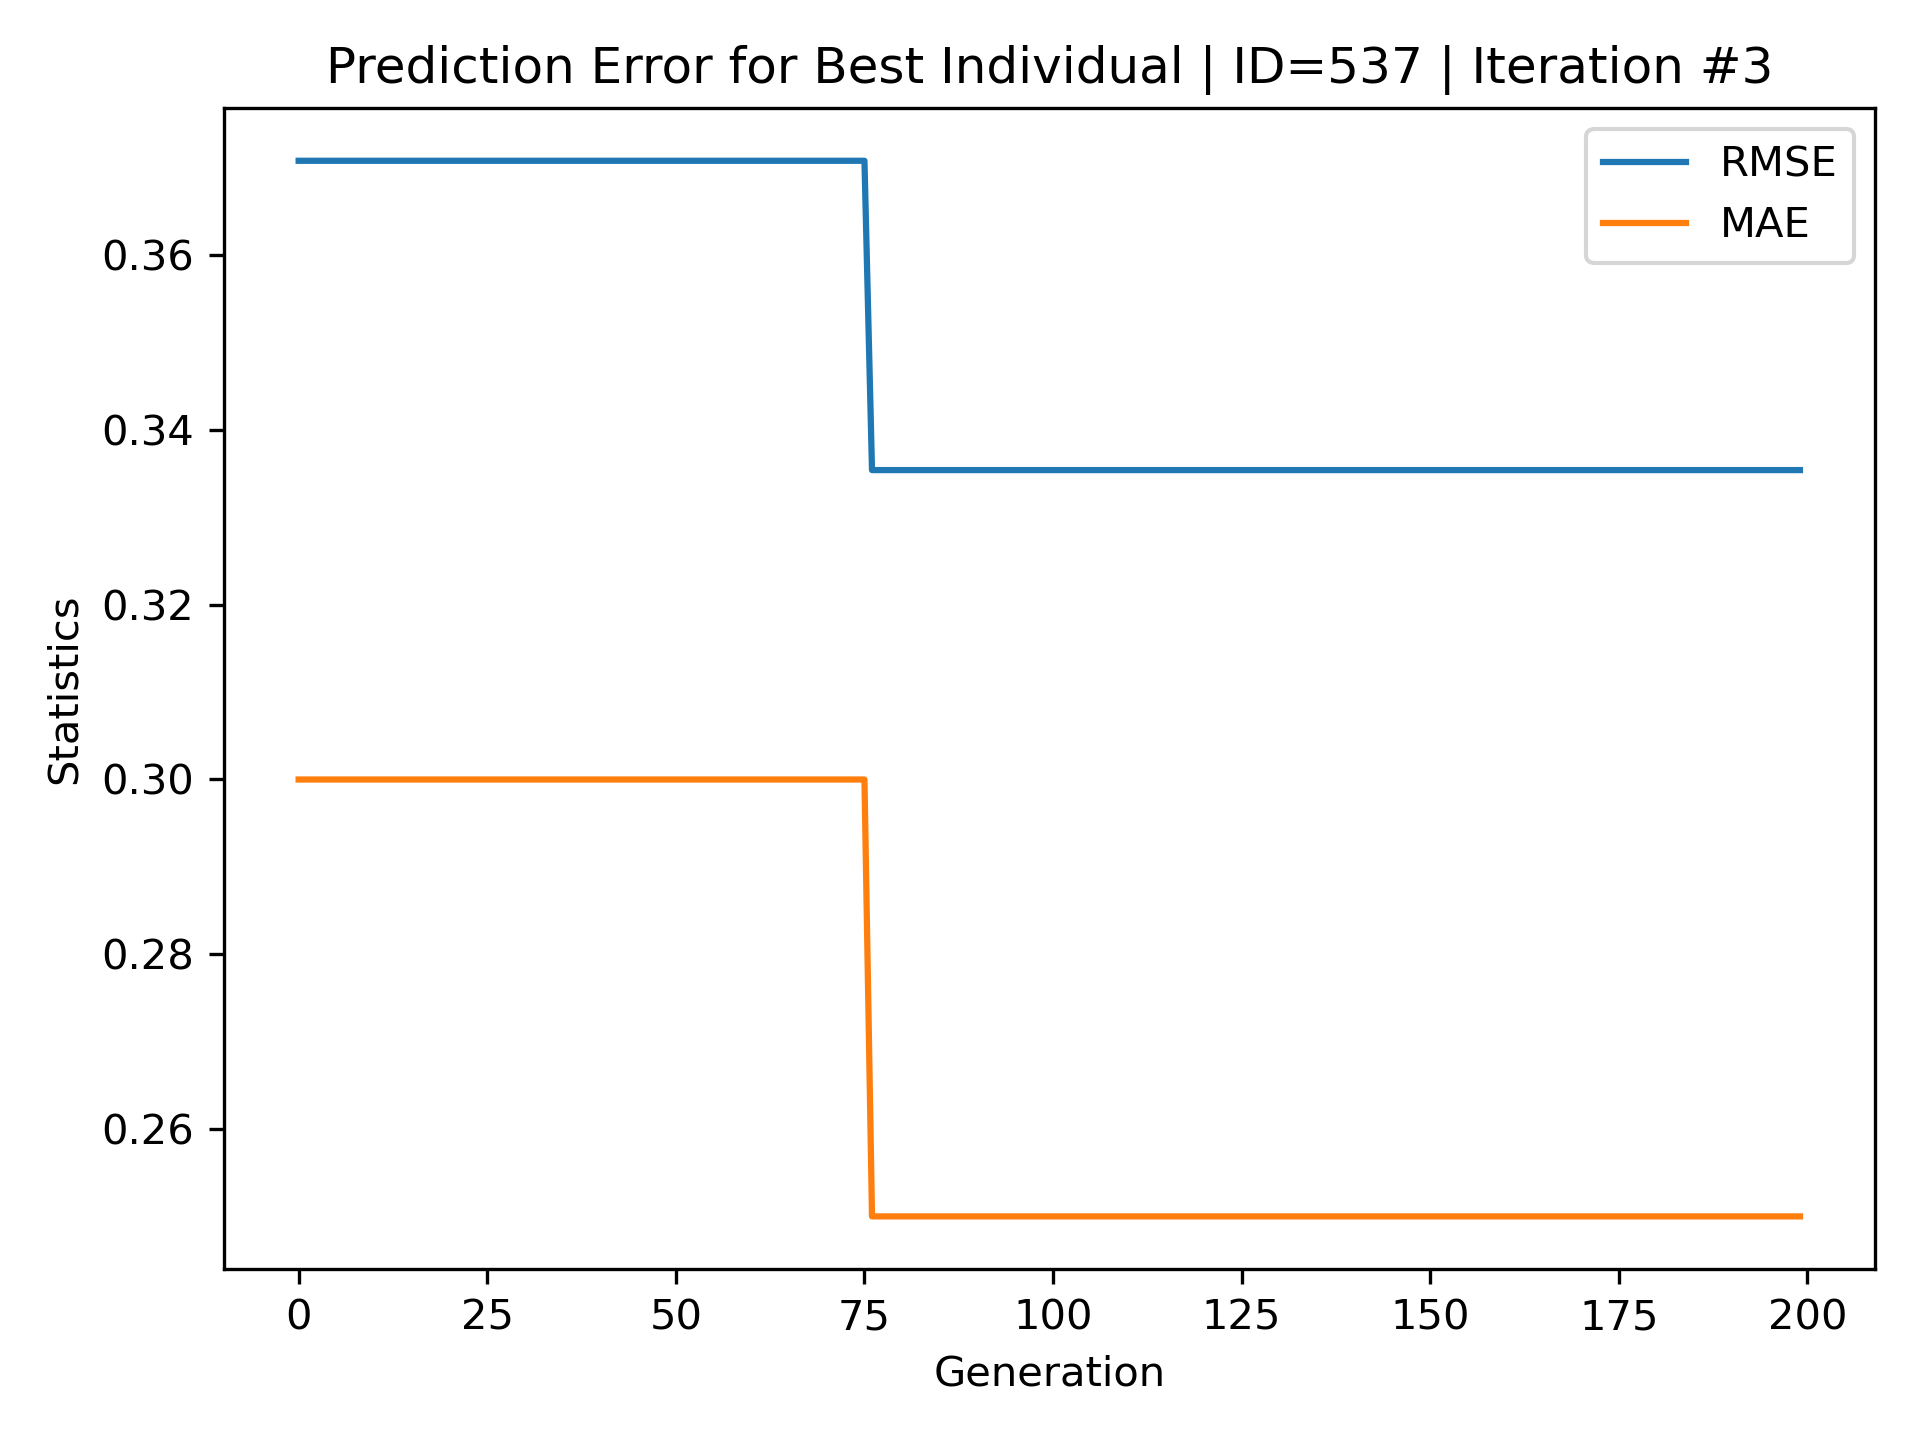 Prediction Error for Best Individual | ID=537 | Iteration #3
RMSE
MAE
0.36
0.34
0.32
0.30
0.28
0.26
Statistics
0 25 50 75 100 125 150 175 200
Generation